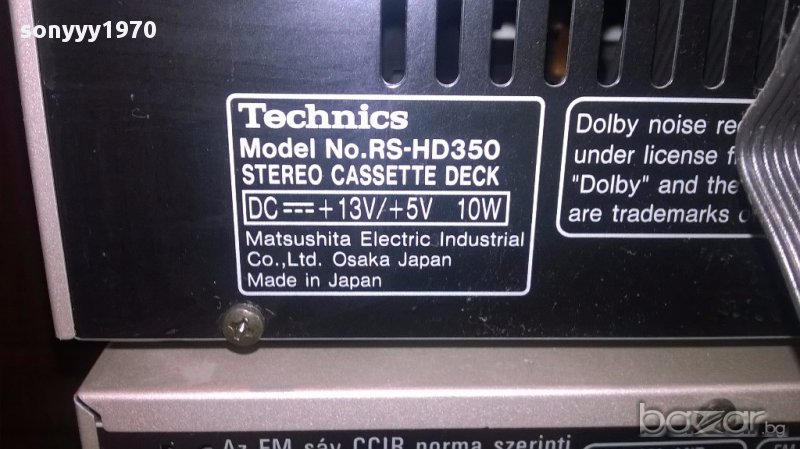 sonyyy1970
Technics
Model No.RS-HD350
STEREO CASSETTE DECK
DC⎓+13V/+5V 10W
Matsushita Electric Industrial
Co.,Ltd. Osaka Japan
Made in Japan
Dolby noise
under license
"Dolby" and the
are trademarks
Az FM sáv CCIR norma szerinti
bazar.bg